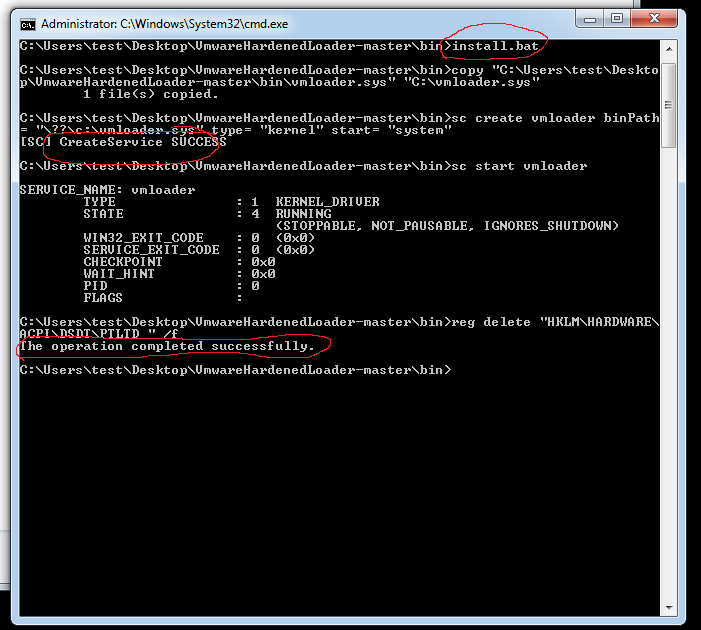 Administrator: C:\Windows\System32\cmd.exe
C:\Users\test\Desktop\VmwareHardenedLoader-master\bin>install.bat
C:\Users\test\Desktop\VmwareHardenedLoader-master\bin>copy "C:\Users\test\Deskto
p\VmwareHardenedLoader-master\bin\vmloader.sys" "C:\vmloader.sys"
1 file(s) copied.
C:\Users\test\Desktop\VmwareHardenedLoader-master\bin>sc create vmloader binPath
= "\??\c:\vmloader.sys" type= "kernel" start= "system"
[SC] CreateService SUCCESS
C:\Users\test\Desktop\VmwareHardenedLoader-master\bin>sc start vmloader
SERVICE_NAME: vmloader
TYPE : 1 KERNEL_DRIVER
STATE : 4 RUNNING
(STOPPABLE, NOT_PAUSABLE, IGNORES_SHUTDOWN)
WIN32_EXIT_CODE : 0 (0x0)
SERVICE_EXIT_CODE : 0 (0x0)
CHECKPOINT : 0x0
WAIT_HINT : 0x0
PID : 0
FLAGS :
C:\Users\test\Desktop\VmwareHardenedLoader-master\bin>reg delete "HKLM\HARDWARE\
ACPI\DSDT\PTLTD_" /f
The operation completed successfully.
C:\Users\test\Desktop\VmwareHardenedLoader-master\bin>